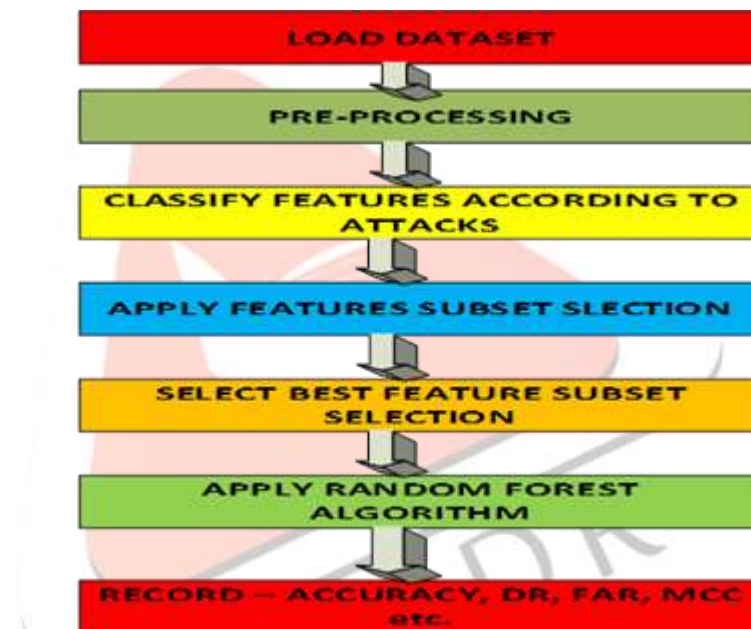 LOAD DATASET
PRE-PROCESSING
CLASSIFY FEATURES ACCORDING TO
ATTACKS
APPLY FEATURES SUBSET SLECTION
SELECT BEST FEATURE SUBSET
SELECTION
APPLY RANDOM FOREST
ALGORITHM
RECORD – ACCURACY, DR, FAR, MCC
etc.